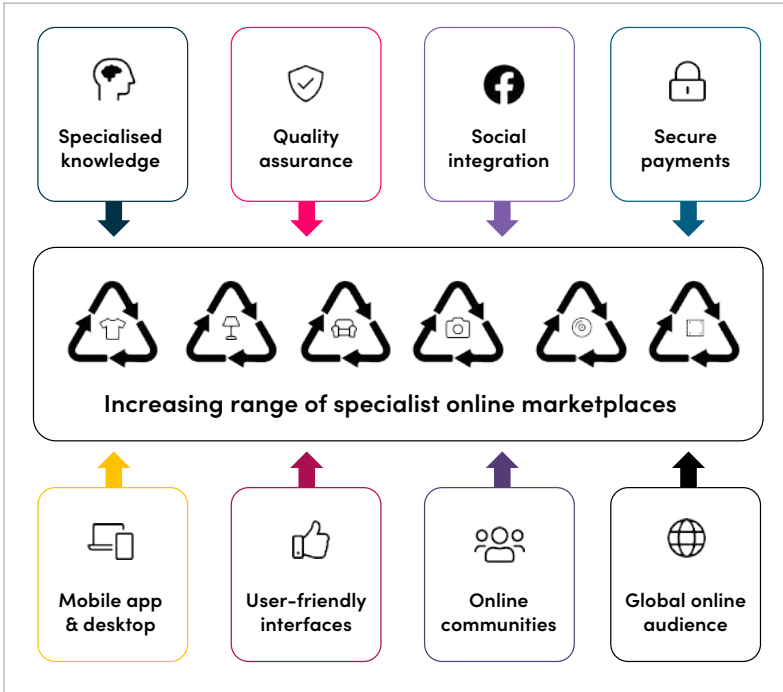 Specialised
knowledge
Quality
assurance
Social
integration
Secure
payments
Increasing range of specialist online marketplaces
Mobile app
& desktop
User-friendly
interfaces
Online
communities
Global online
audience